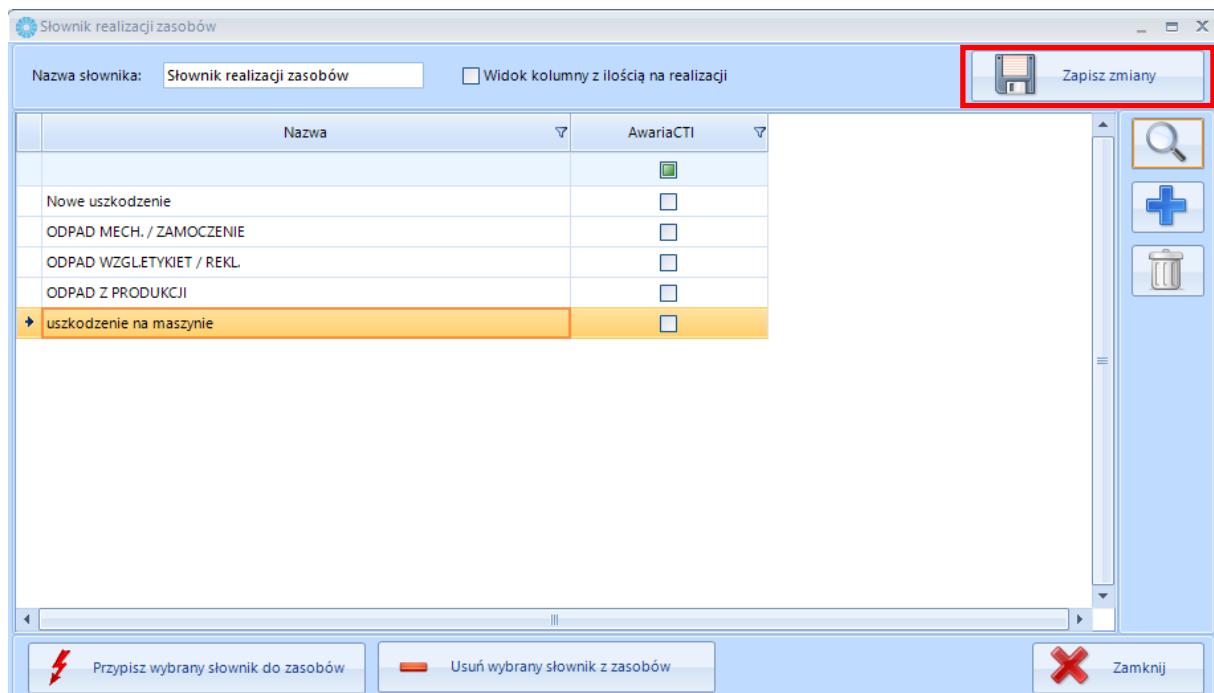 Słownik realizacji zasobów
Nazwa słownika: Słownik realizacji zasobów Widok kolumny z ilością na realizacji Zapisz zmiany
Nazwa AwariaCTI
Nowe uszkodzenie
ODPAD MECH. / ZAMOCZENIE
ODPAD WZGL.ETYKIET / REKL.
ODPAD Z PRODUKCJI
uszkodzenie na maszynie
Przypisz wybrany słownik do zasobów Usuń wybrany słownik z zasobów Zamknij